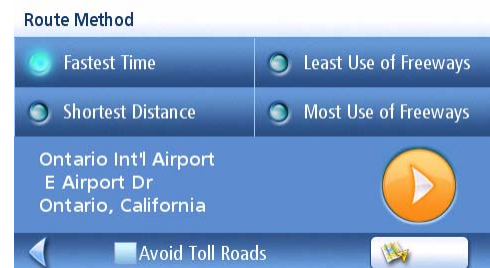 Route Method
Fastest Time
Least Use of Freeways
Shortest Distance
Most Use of Freeways
Ontario Int'l Airport
E Airport Dr
Ontario, California
Avoid Toll Roads